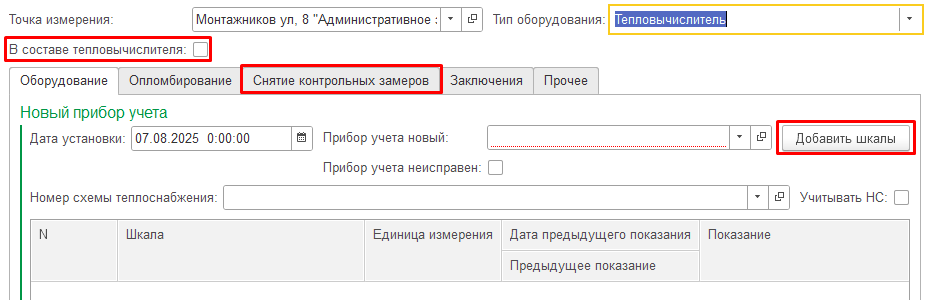 Точка измерения: Монтажников ул, 8 "Административное Тип оборудования: Тепловычислитель
В составе тепловычислителя:
Оборудование Опломбирование Снятие контрольных замеров Заключения Прочее
Новый прибор учета
Дата установки: 07.08.2025 0:00:00 Прибор учета новый: Добавить шкалы
Прибор учета неисправен:
Номер схемы теплоснабжения: Учитывать НС:
N Шкала Единица измерения Дата предыдущего показания Показание
Предыдущее показание